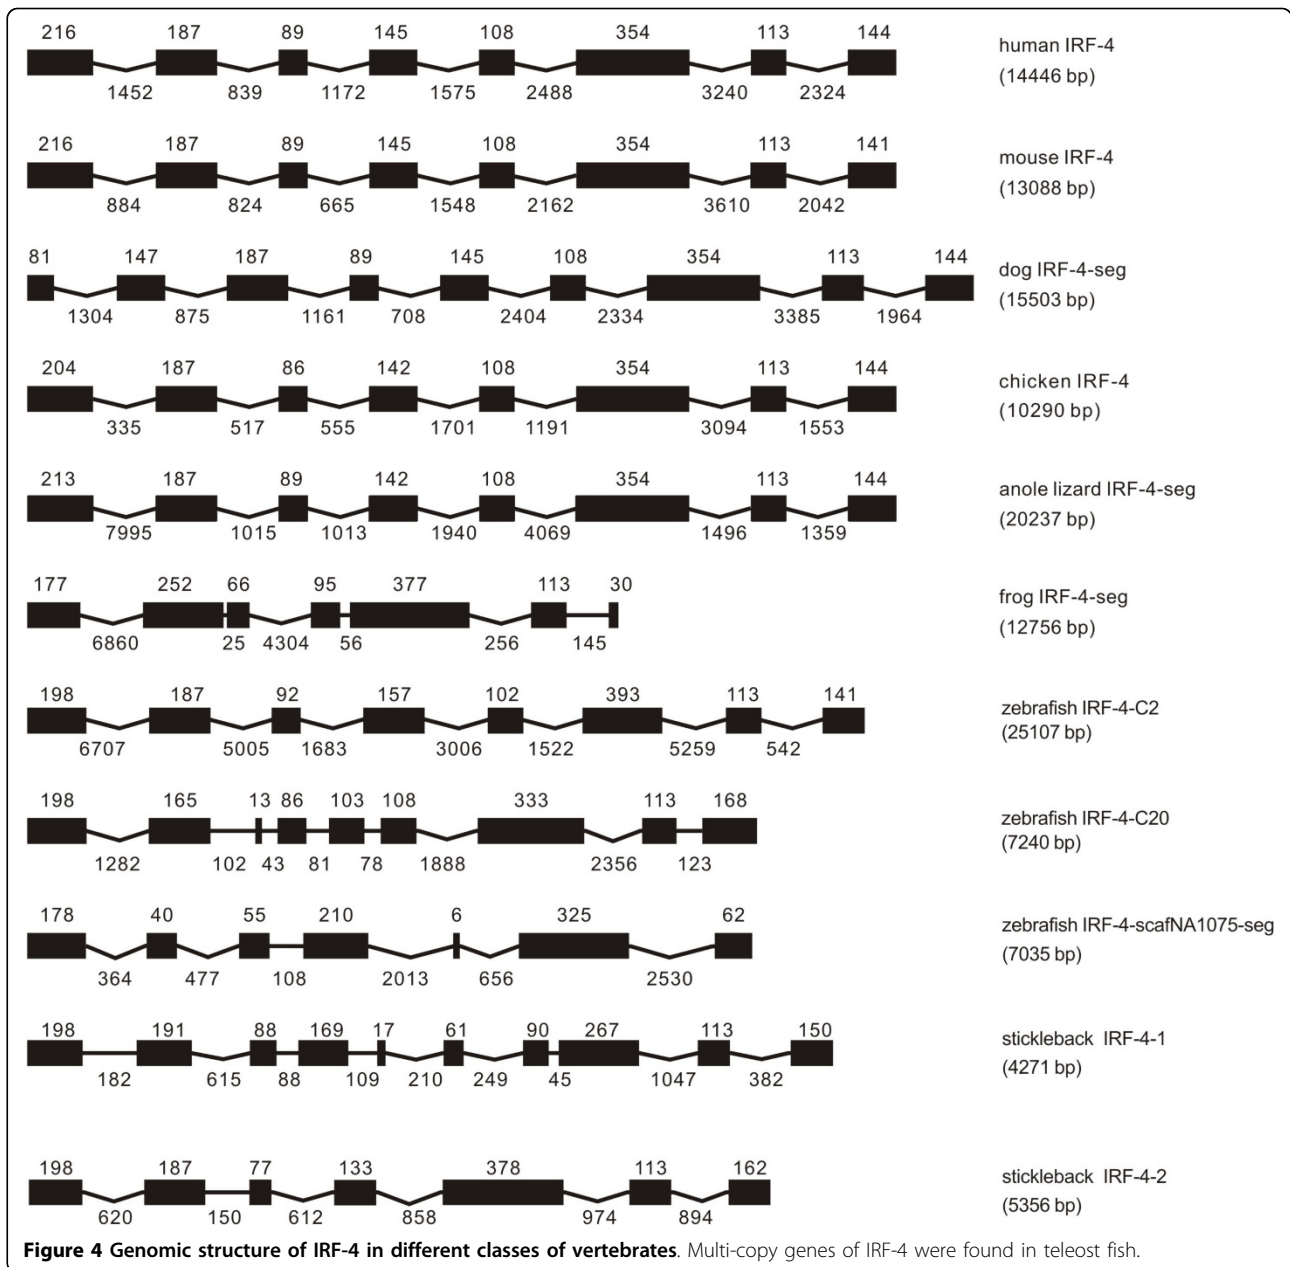 216 187 89 145 108 354 113 144
human IRF-4
(14446 bp)
1452 839 1172 1575 2488 3240 2324
216 187 89 145 108 354 113 141
mouse IRF-4
(13088 bp)
884 824 665 1548 2162 3610 2042
81 147 187 89 145 108 354 113 144
dog IRF-4-seg
(15503 bp)
1304 875 1161 708 2404 2334 3385 1964
204 187 86 142 108 354 113 144
chicken IRF-4
(10290 bp)
335 517 555 1701 1191 3094 1553
213 187 89 142 108 354 113 144
anole lizard IRF-4-seg
(20237 bp)
7995 1015 1013 1940 4069 1496 1359
177 252 66 95 377 113 30
frog IRF-4-seg
(12756 bp)
6860 25 4304 56 256 145
198 187 92 157 102 393 113 141
zebrafish IRF-4-C2
(25107 bp)
6707 5005 1683 3006 1522 5259 542
198 165 13 86 103 108 333 113 168
zebrafish IRF-4-C20
(7240 bp)
1282 102 43 81 78 1888 2356 123
178 40 55 210 6 325 62
zebrafish IRF-4-scafNA1075-seg
(7035 bp)
364 477 108 2013 656 2530
198 191 88 169 17 61 90 267 113 150
stickleback IRF-4-1
(4271 bp)
182 615 88 109 210 249 45 1047 382
198 187 77 133 378 113 162
stickleback IRF-4-2
(5356 bp)
620 150 612 858 974 894
Figure 4 Genomic structure of IRF-4 in different classes of vertebrates. Multi-copy genes of IRF-4 were found in teleost fish.